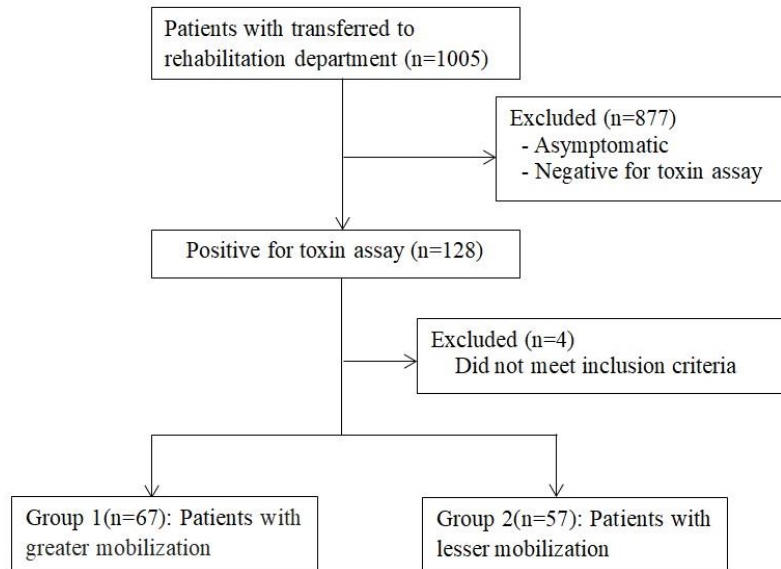 Patients with transferred to
rehabilitation department (n=1005)
Excluded (n=877)
- Asymptomatic
- Negative for toxin assay
Positive for toxin assay (n=128)
Excluded (n=4)
Did not meet inclusion criteria
Group 1(n=67): Patients with
greater mobilization
Group 2(n=57): Patients with
lesser mobilization